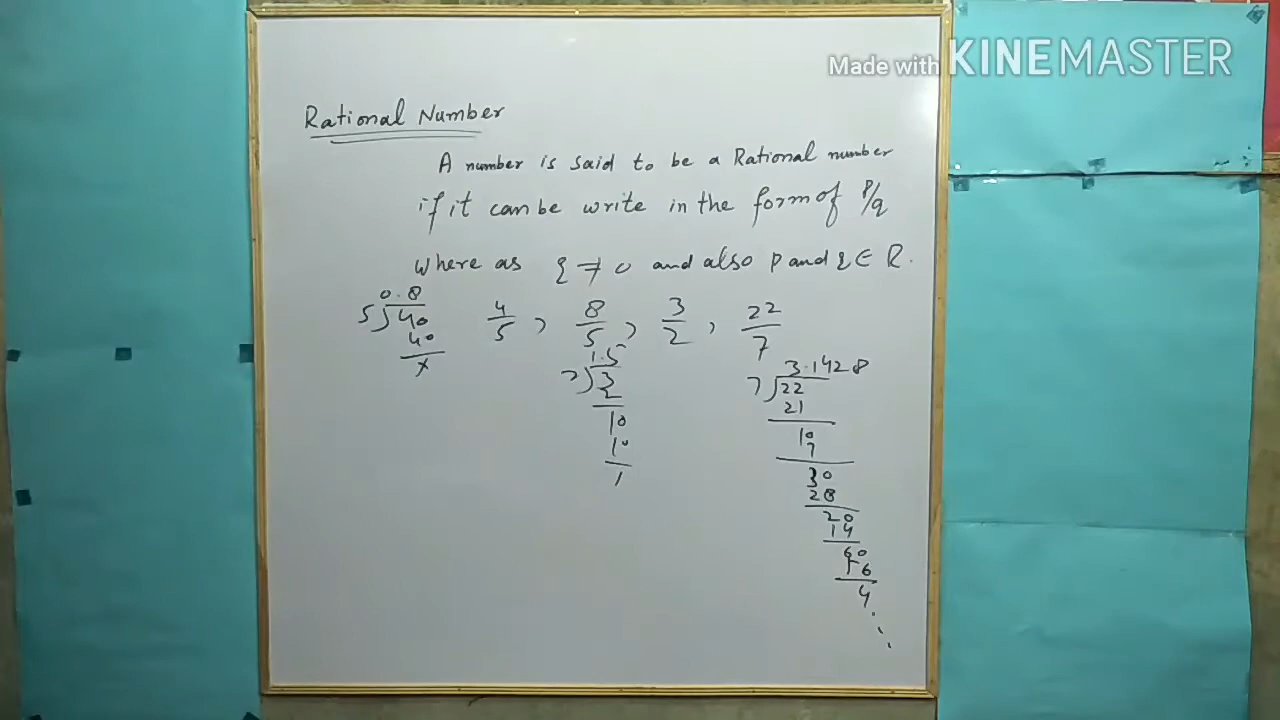 Made with KINEMASTER
Rational Number
A number is said to be a Rational number
if it can be write in the form of P/q
where as q ≠ 0 and also p and q ∈ R.
0.8
5 ) 40
40
x
4/5 , 8/5 , 3/2 , 22/7
1.5
2 ) 3
2
10
10
3.1428
7 ) 22
21
10
7
30
28
20
14
60
56
4